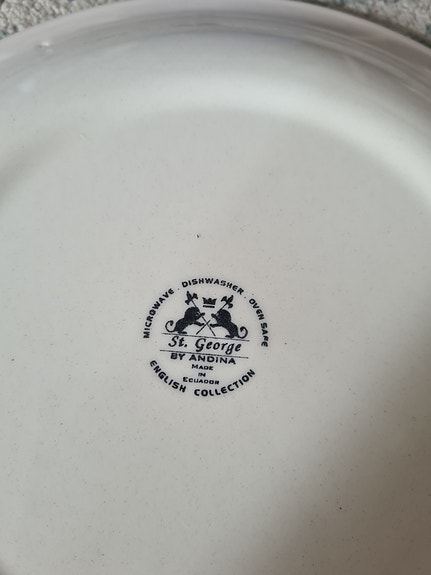 MICROWAVE · DISHWASHER · OVEN SAFE
St. George
BY ANDINA
MADE
IN
ECUADOR
ENGLISH COLLECTION